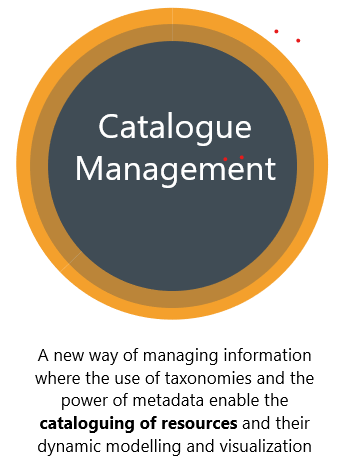 Catalogue
Management
A new way of managing information
where the use of taxonomies and the
power of metadata enable the
cataloguing of resources and their
dynamic modelling and visualization